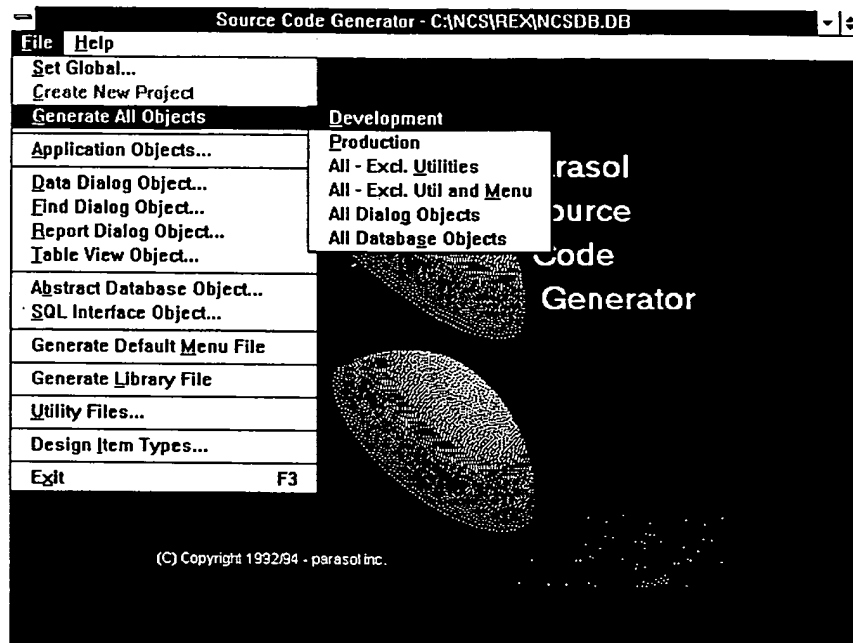 Source Code Generator - C:\NCS\REX\NCSDB.DB
File Help
Set Global...
Create New Project
Generate All Objects
Application Objects...
Data Dialog Object...
Find Dialog Object...
Report Dialog Object...
Table View Object...
Abstract Database Object...
SQL Interface Object...
Generate Default Menu File
Generate Library File
Utility Files...
Design Item Types...
Exit F3
Development
Production
All - Excl. Utilities
All - Excl. Util and Menu
All Dialog Objects
All Database Objects
rasol
ource
Code
Generator
(C) Copyright 1992/94 - parasol inc.